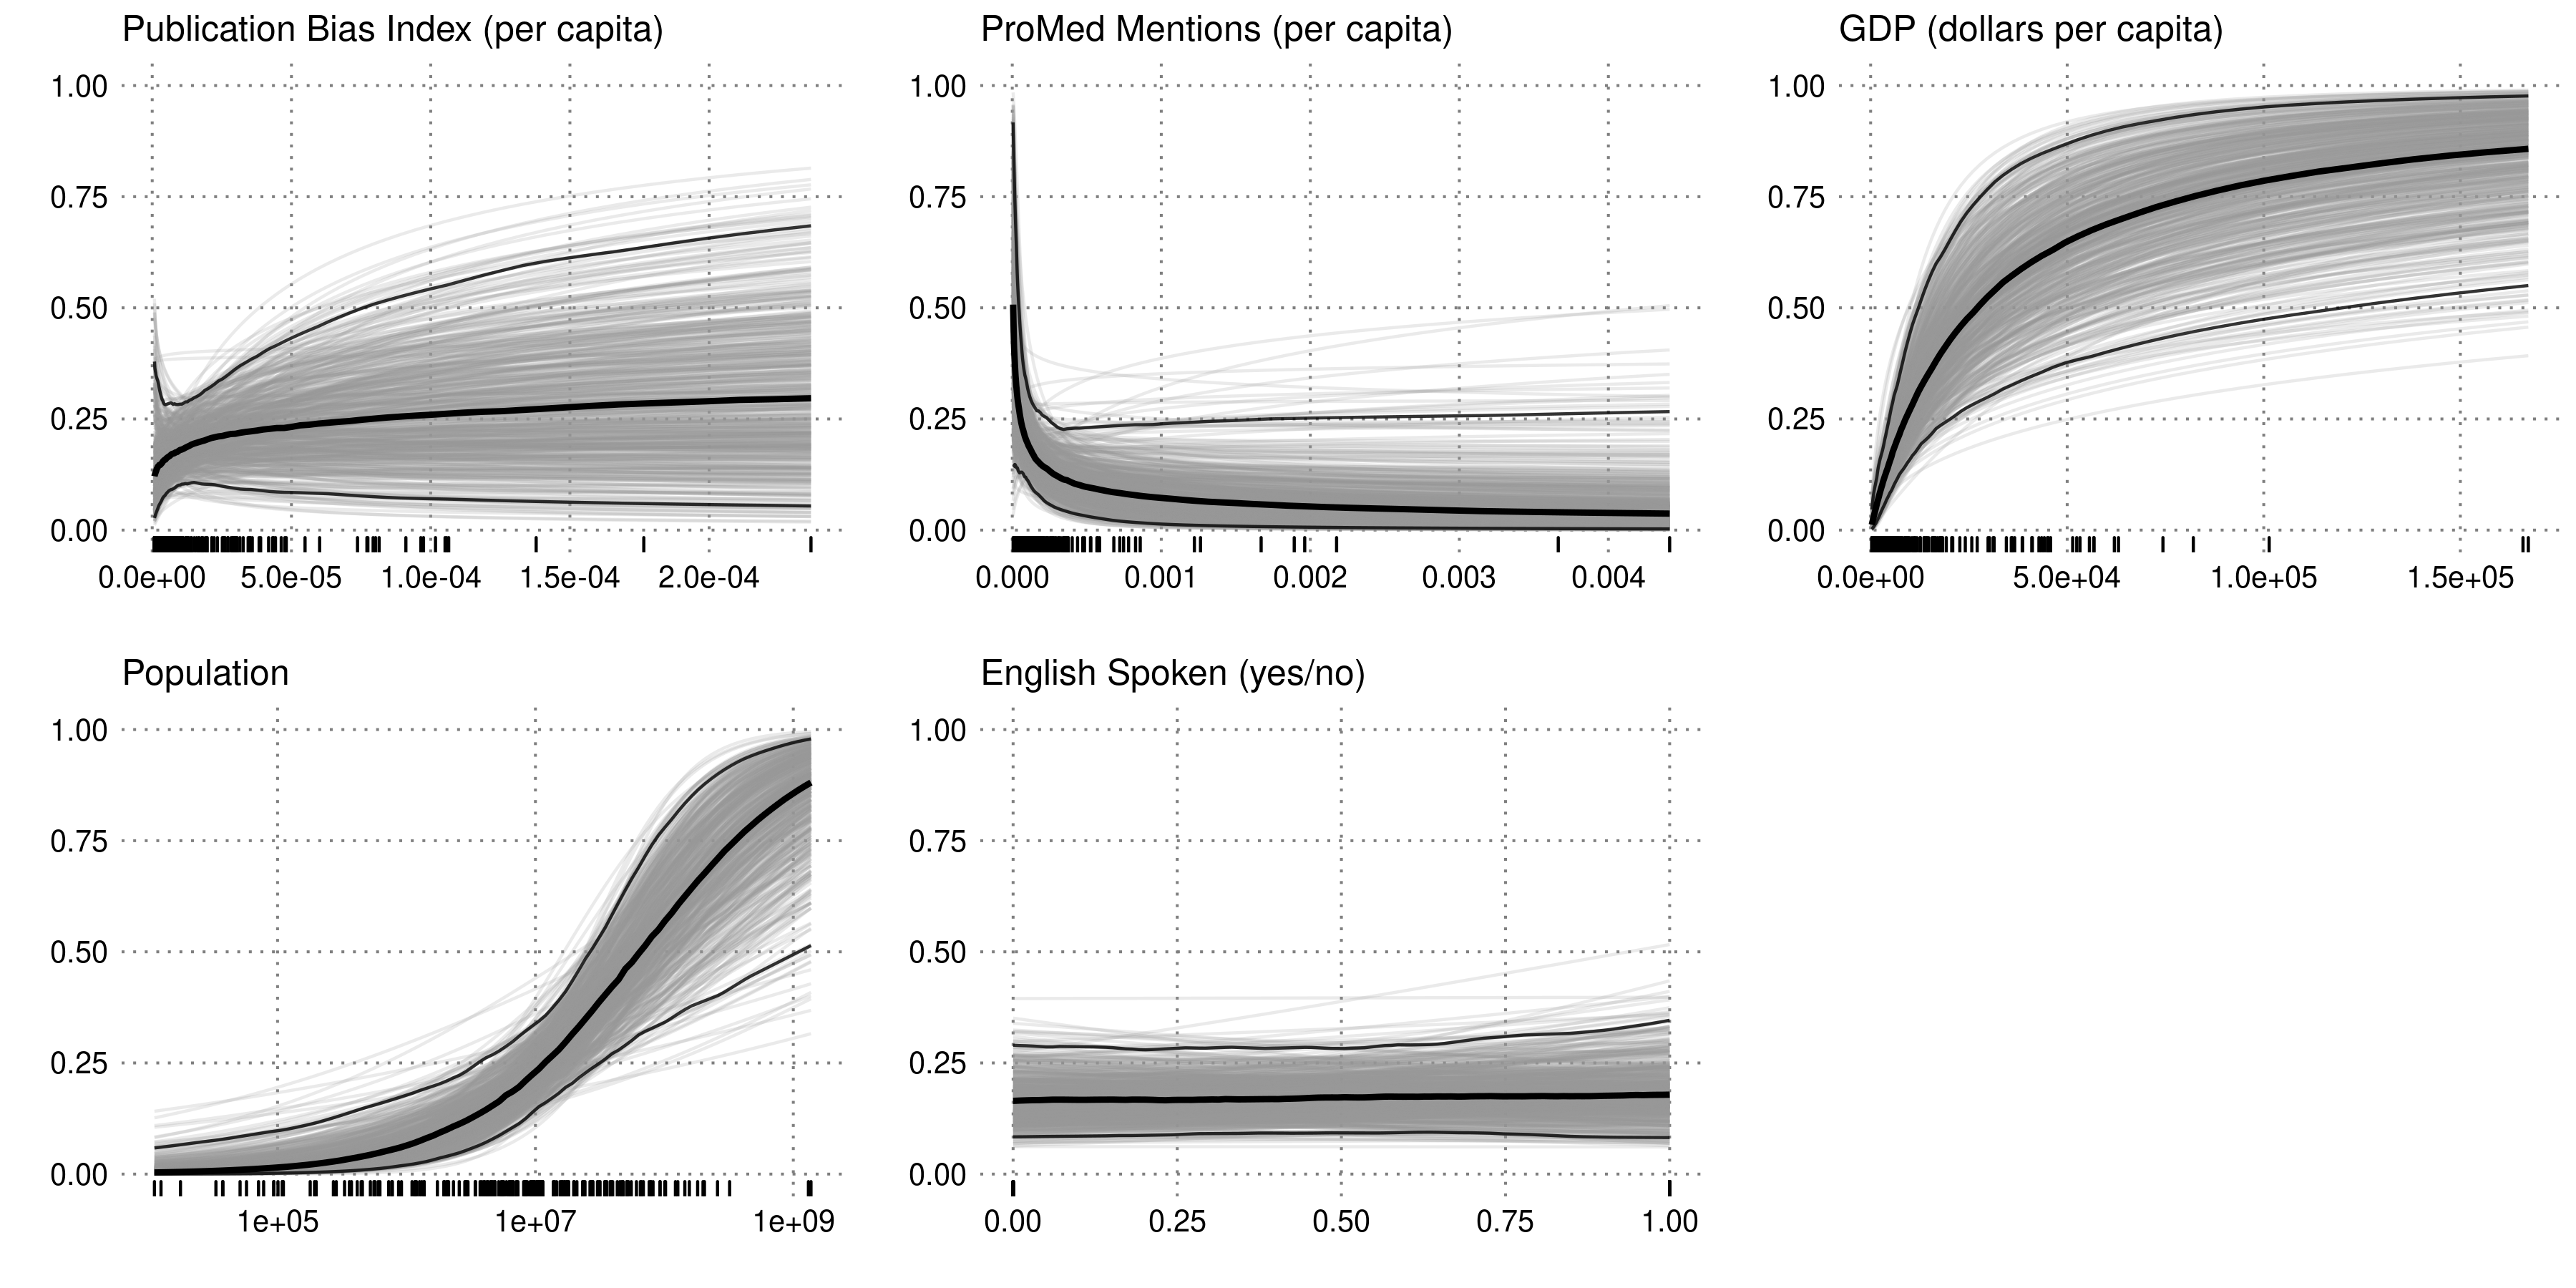 Publication Bias Index (per capita)
1.00
0.75
0.50
0.25
0.00
0.0e+00 5.0e-05 1.0e-04 1.5e-04 2.0e-04
ProMed Mentions (per capita)
1.00
0.75
0.50
0.25
0.00
0.000 0.001 0.002 0.003 0.004
GDP (dollars per capita)
1.00
0.75
0.50
0.25
0.00
0.0e+00 5.0e+04 1.0e+05 1.5e+05
Population
1.00
0.75
0.50
0.25
0.00
1e+05 1e+07 1e+09
English Spoken (yes/no)
1.00
0.75
0.50
0.25
0.00
0.00 0.25 0.50 0.75 1.00